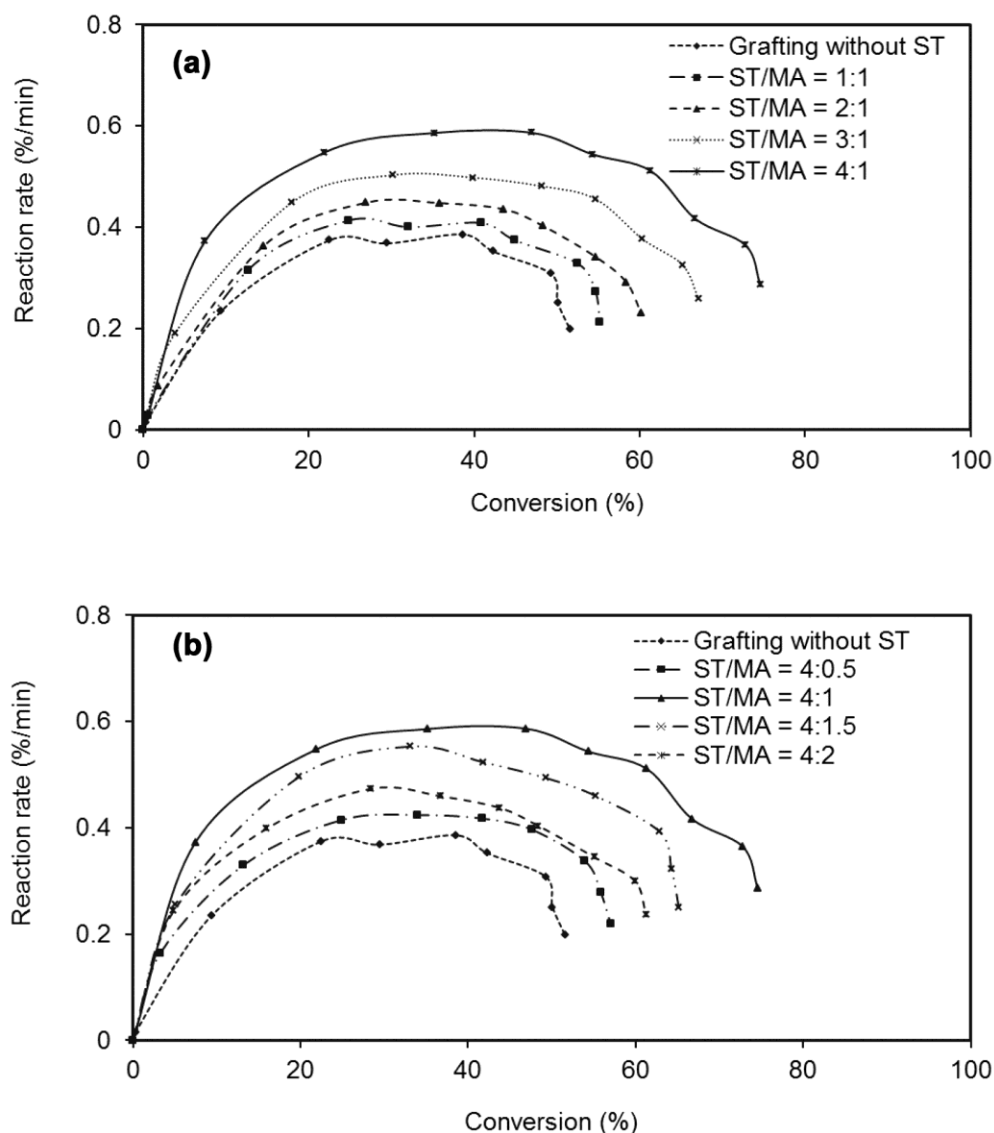 0.8
(a)
Grafting without ST
ST/MA = 1:1
ST/MA = 2:1
ST/MA = 3:1
ST/MA = 4:1
0.6
0.4
0.2
0
Reaction rate (%/min)
0 20 40 60 80 100
Conversion (%)
0.8
(b)
Grafting without ST
ST/MA = 4:0.5
ST/MA = 4:1
ST/MA = 4:1.5
ST/MA = 4:2
0.6
0.4
0.2
0
Reaction rate (%/min)
0 20 40 60 80 100
Conversion (%)